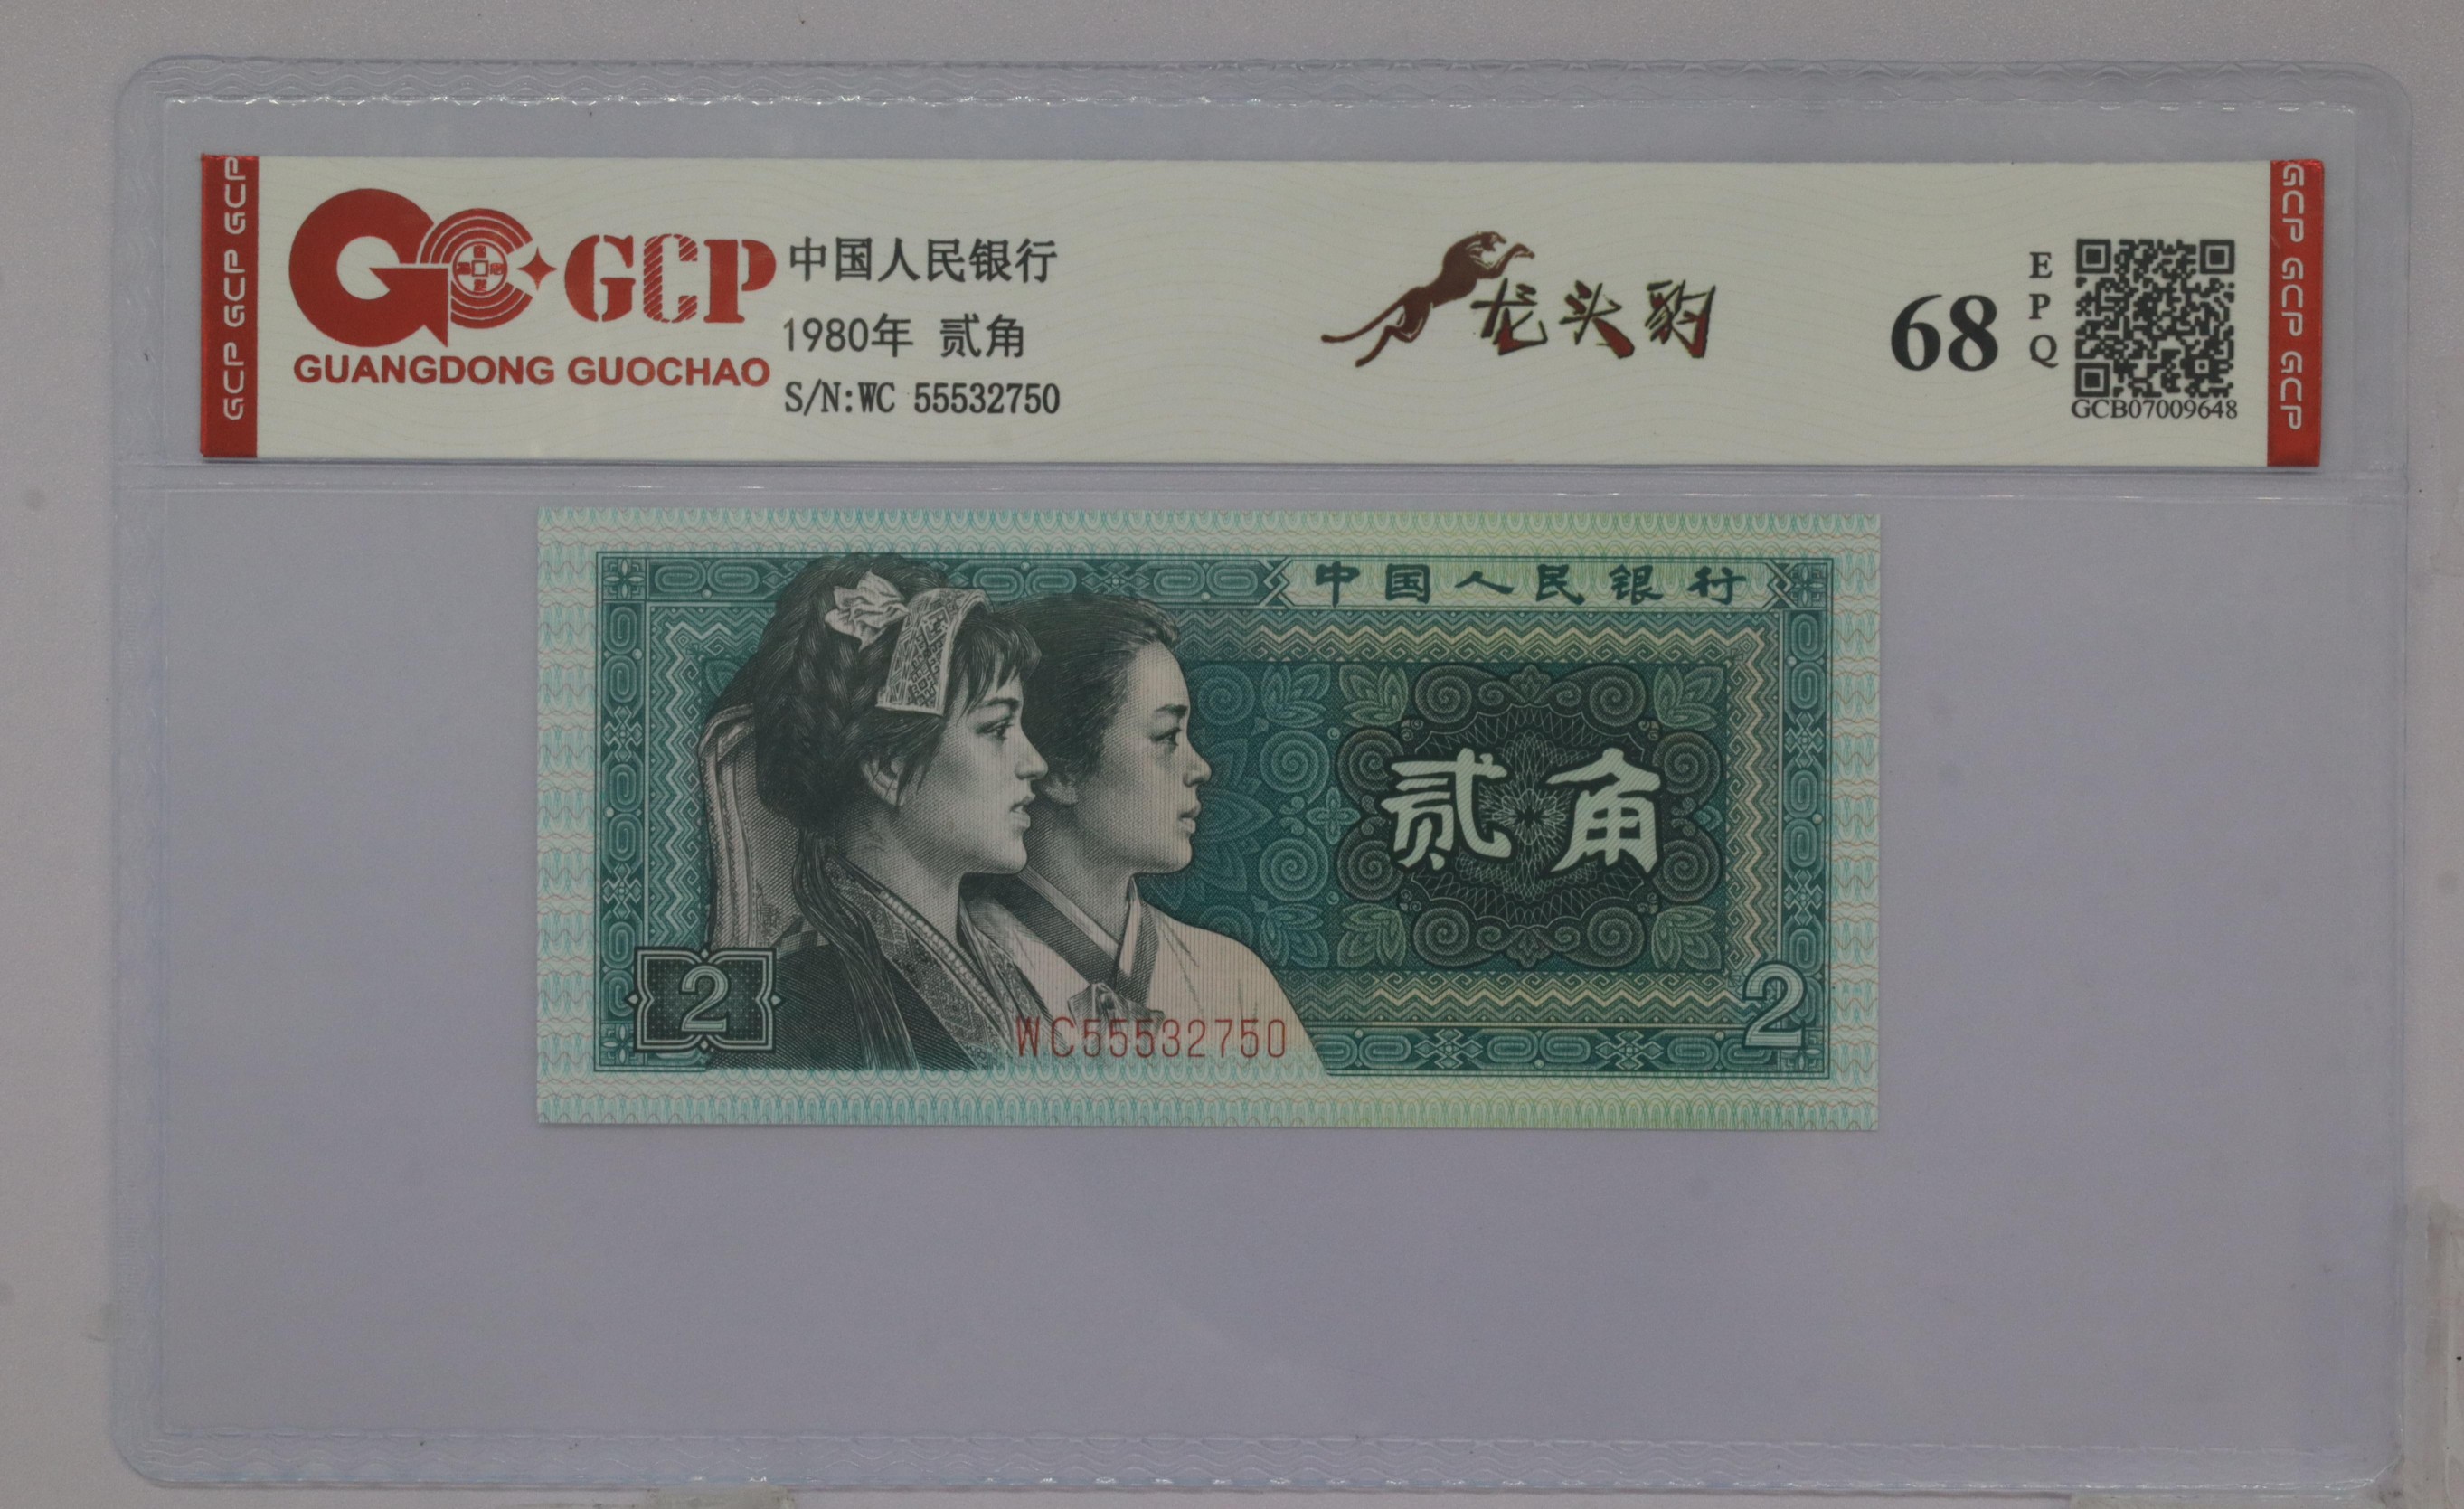 GCP GCP GCP
GCP
GUANGDONG GUOCHAO
中国人民银行
1980年 贰角
S/N:WC 55532750
龙头豹
68
EPQ
GCB07009648
GCP GCP GCP
中国人民银行
贰角
2
WC55532750
2